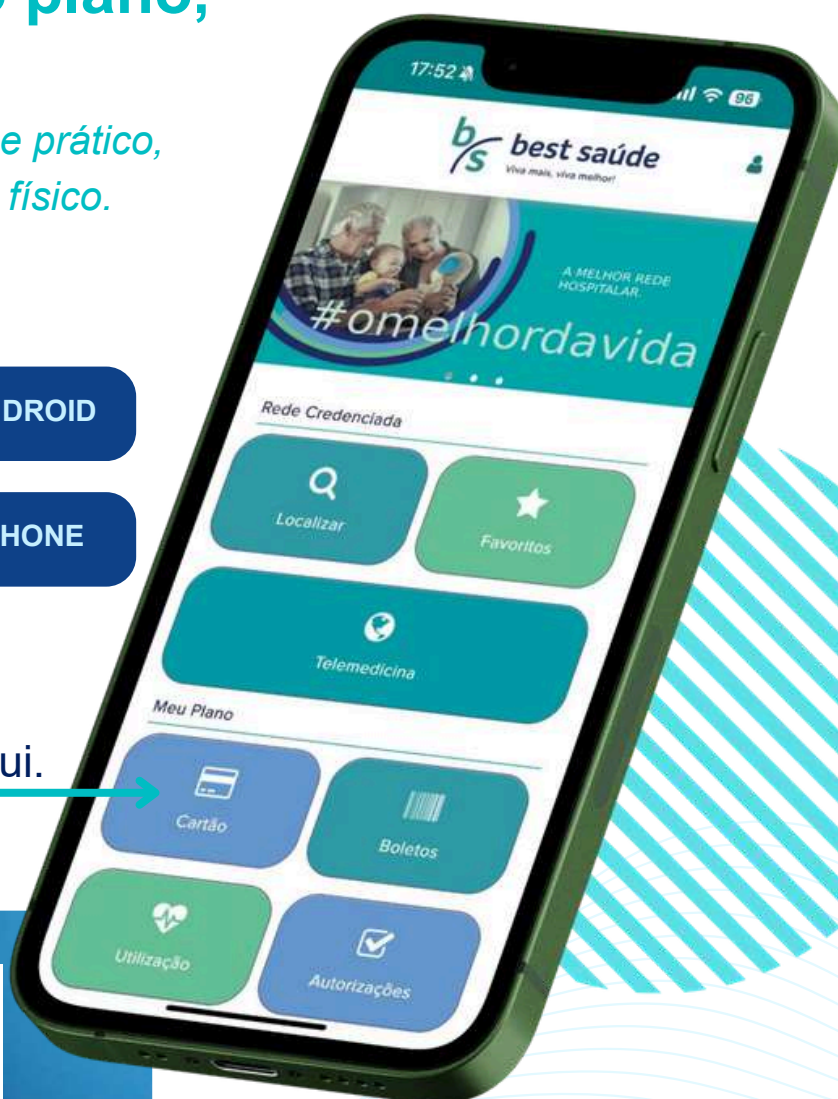 plano,
e prático,
físico.
DROID
HONE
ui.
17:52
96
bs
best saúde
Viva mais, viva melhor!
A MELHOR REDE
HOSPITALAR.
#omelhordavida
Rede Credenciada
Localizar
Favoritos
Telemedicina
Meu Plano
Cartão
Boletos
Utilização
Autorizações